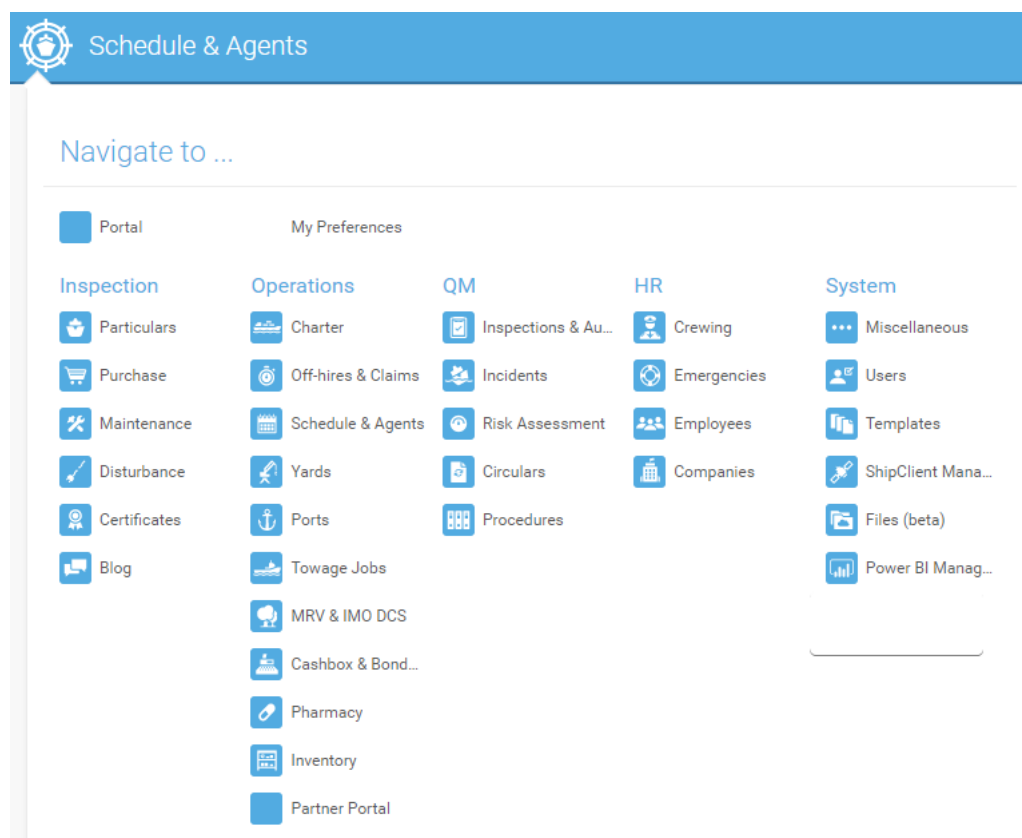 Schedule & Agents
Navigate to ...
Portal
My Preferences
Inspection
Particulars
Purchase
Maintenance
Disturbance
Certificates
Blog
Operations
Charter
Off-hires & Claims
Schedule & Agents
Yards
Ports
Towage Jobs
MRV & IMO DCS
Cashbox & Bond...
Pharmacy
Inventory
Partner Portal
QM
Inspections & Au...
Incidents
Risk Assessment
Circulars
Procedures
HR
Crewing
Emergencies
Employees
Companies
System
Miscellaneous
Users
Templates
ShipClient Mana...
Files (beta)
Power BI Manag...